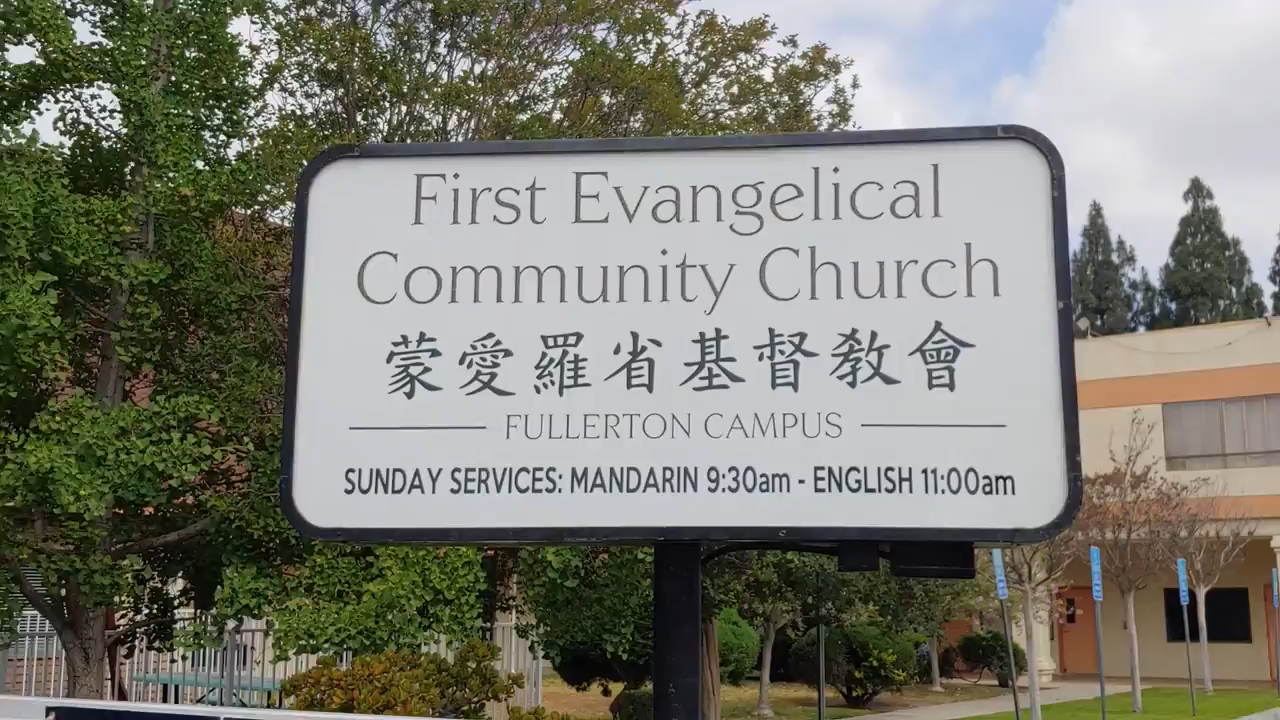 First Evangelical
Community Church
蒙愛羅省基督教會
FULLERTON CAMPUS
SUNDAY SERVICES: MANDARIN 9:30am - ENGLISH 11:00am